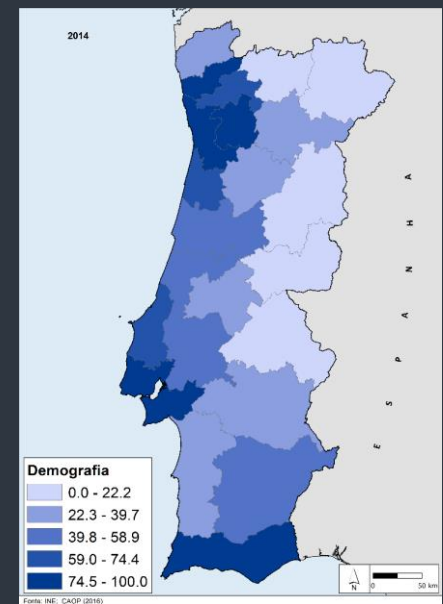 2014
ESPANHA
Demografia
0.0 - 22.2
22.3 - 39.7
39.8 - 58.9
59.0 - 74.4
74.5 - 100.0
N
0 50 km
Fonte: INE; CAOP (2016)